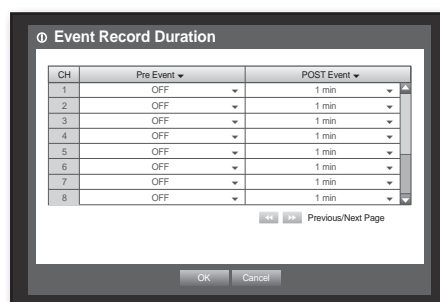 Event Record Duration
CH Pre Event POST Event
1 OFF 1 min
2 OFF 1 min
3 OFF 1 min
4 OFF 1 min
5 OFF 1 min
6 OFF 1 min
7 OFF 1 min
8 OFF 1 min
Previous/Next Page
OK Cancel